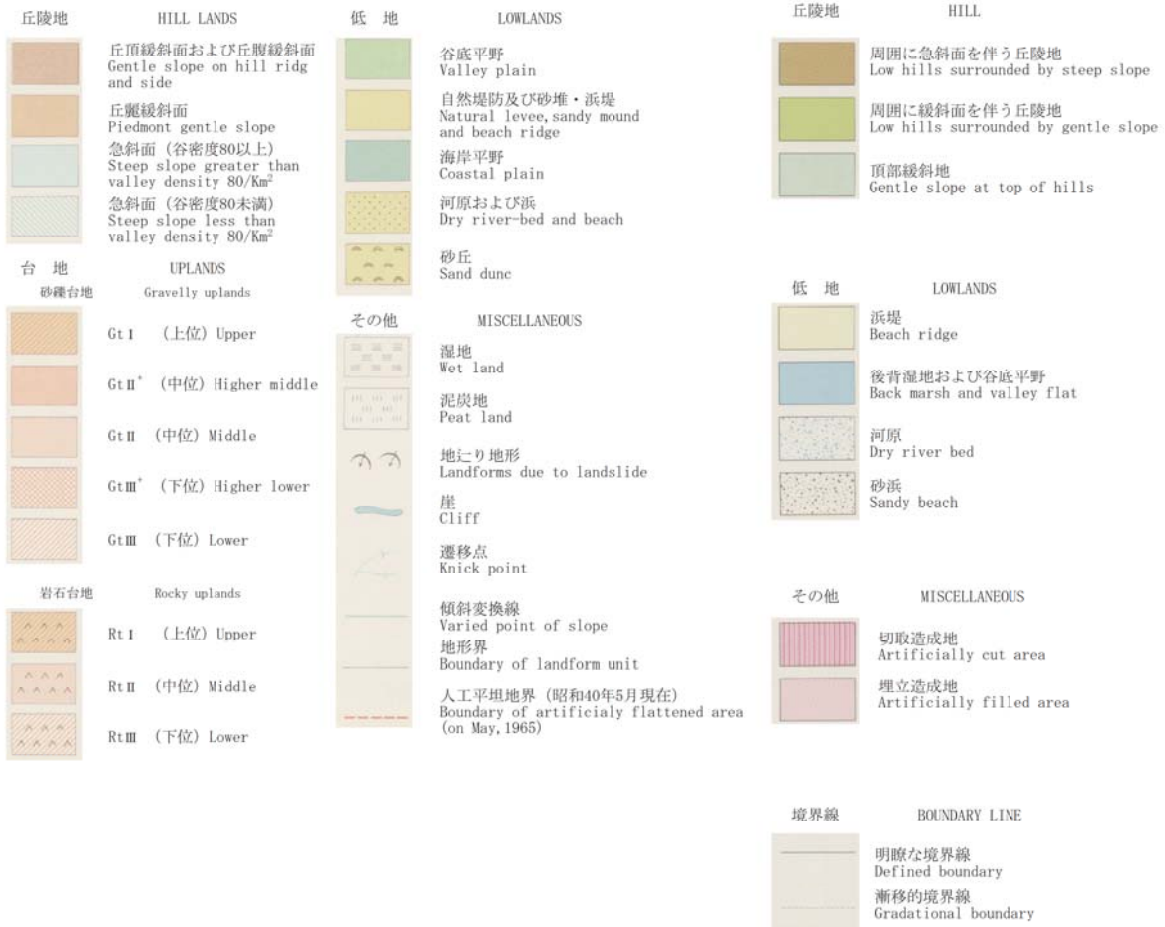 丘陵地 HILL LANDS
丘頂緩斜面および丘腹緩斜面
Gentle slope on hill ridg
and side
丘麗緩斜面
Piedmont gentle slope
急斜面（谷密度80以上）
Steep slope greater than
valley density 80/Km²
急斜面（谷密度80未満）
Steep slope less than
valley density 80/Km²
台 地 UPLANDS
砂礫台地 Gravelly uplands
GtⅠ （上位）Upper
GtⅡ⁺ （中位）Higher middle
GtⅡ （中位）Middle
GtⅢ⁺ （下位）Higher lower
GtⅢ （下位）Lower
岩石台地 Rocky uplands
RtⅠ （上位）Upper
RtⅡ （中位）Middle
RtⅢ （下位）Lower
低 地 LOWLANDS
谷底平野
Valley plain
自然堤防及び砂堆・浜堤
Natural levee,sandy mound
and beach ridge
海岸平野
Coastal plain
河原および浜
Dry river-bed and beach
砂丘
Sand dune
その他 MISCELLANEOUS
湿地
Wet land
泥炭地
Peat land
地辷り地形
Landforms due to landslide
崖
Cliff
遷移点
Knick point
傾斜変換線
Varied point of slope
地形界
Boundary of landform unit
人工平坦地界（昭和40年5月現在）
Boundary of artificialy flattened area
(on May,1965)
丘陵地 HILL
周囲に急斜面を伴う丘陵地
Low hills surrounded by steep slope
周囲に緩斜面を伴う丘陵地
Low hills surrounded by gentle slope
頂部緩斜地
Gentle slope at top of hills
低 地 LOWLANDS
浜堤
Beach ridge
後背湿地および谷底平野
Back marsh and valley flat
河原
Dry river bed
砂浜
Sandy beach
その他 MISCELLANEOUS
切取造成地
Artificially cut area
埋立造成地
Artificially filled area
境界線 BOUNDARY LINE
明瞭な境界線
Defined boundary
漸移的境界線
Gradational boundary